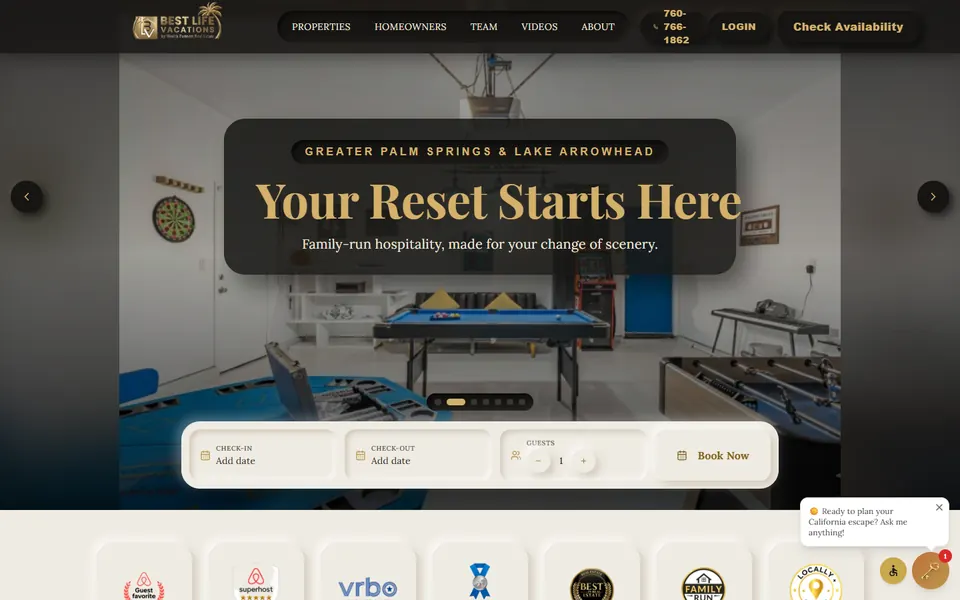 BEST LIFE
VACATIONS
PROPERTIES
HOMEOWNERS
TEAM
VIDEOS
ABOUT
760-
766-
1862
LOGIN
Check Availability
GREATER PALM SPRINGS & LAKE ARROWHEAD
Your Reset Starts Here
Family-run hospitality, made for your change of scenery.
CHECK-IN
Add date
CHECK-OUT
Add date
GUESTS
− 1 +
Book Now
Ready to plan your
California escape? Ask me
anything!
1
Guest
favorite
superhost
vrbo
BEST
FAMILY
RUN
LOCALLY